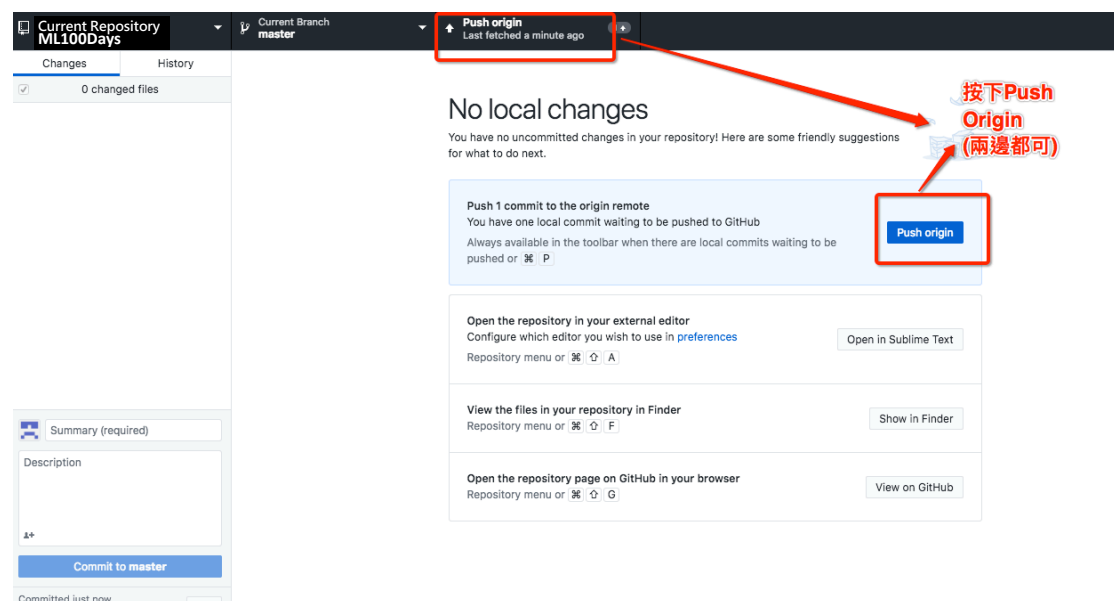 Current Repository
ML100Days
Current Branch
master
Push origin
Last fetched a minute ago
Changes
History
0 changed files
No local changes
You have no uncommitted changes in your repository! Here are some friendly suggestions
for what to do next.
按下Push
Origin
(兩邊都可)
Push 1 commit to the origin remote
You have one local commit waiting to be pushed to GitHub
Always available in the toolbar when there are local commits waiting to be
pushed or ⌘ P
Push origin
Open the repository in your external editor
Configure which editor you wish to use in preferences
Repository menu or ⌘ ⇧ A
Open in Sublime Text
View the files in your repository in Finder
Repository menu or ⌘ ⇧ F
Show in Finder
Open the repository page on GitHub in your browser
Repository menu or ⌘ ⇧ G
View on GitHub
Summary (required)
Description
Commit to master
Committed just now